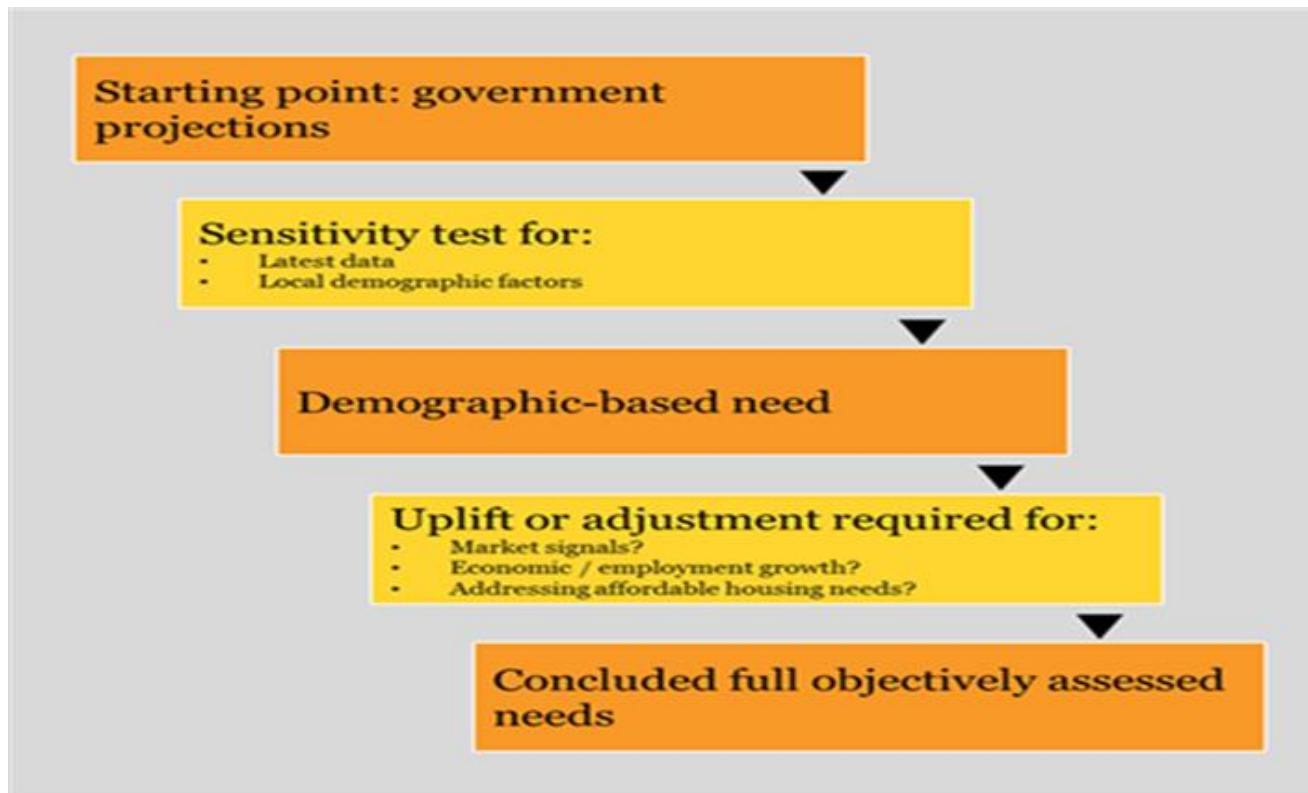 Starting point: government
projections
Sensitivity test for:
• Latest data
• Local demographic factors
Demographic-based need
Uplift or adjustment required for:
• Market signals?
• Economic / employment growth?
• Addressing affordable housing needs?
Concluded full objectively assessed
needs